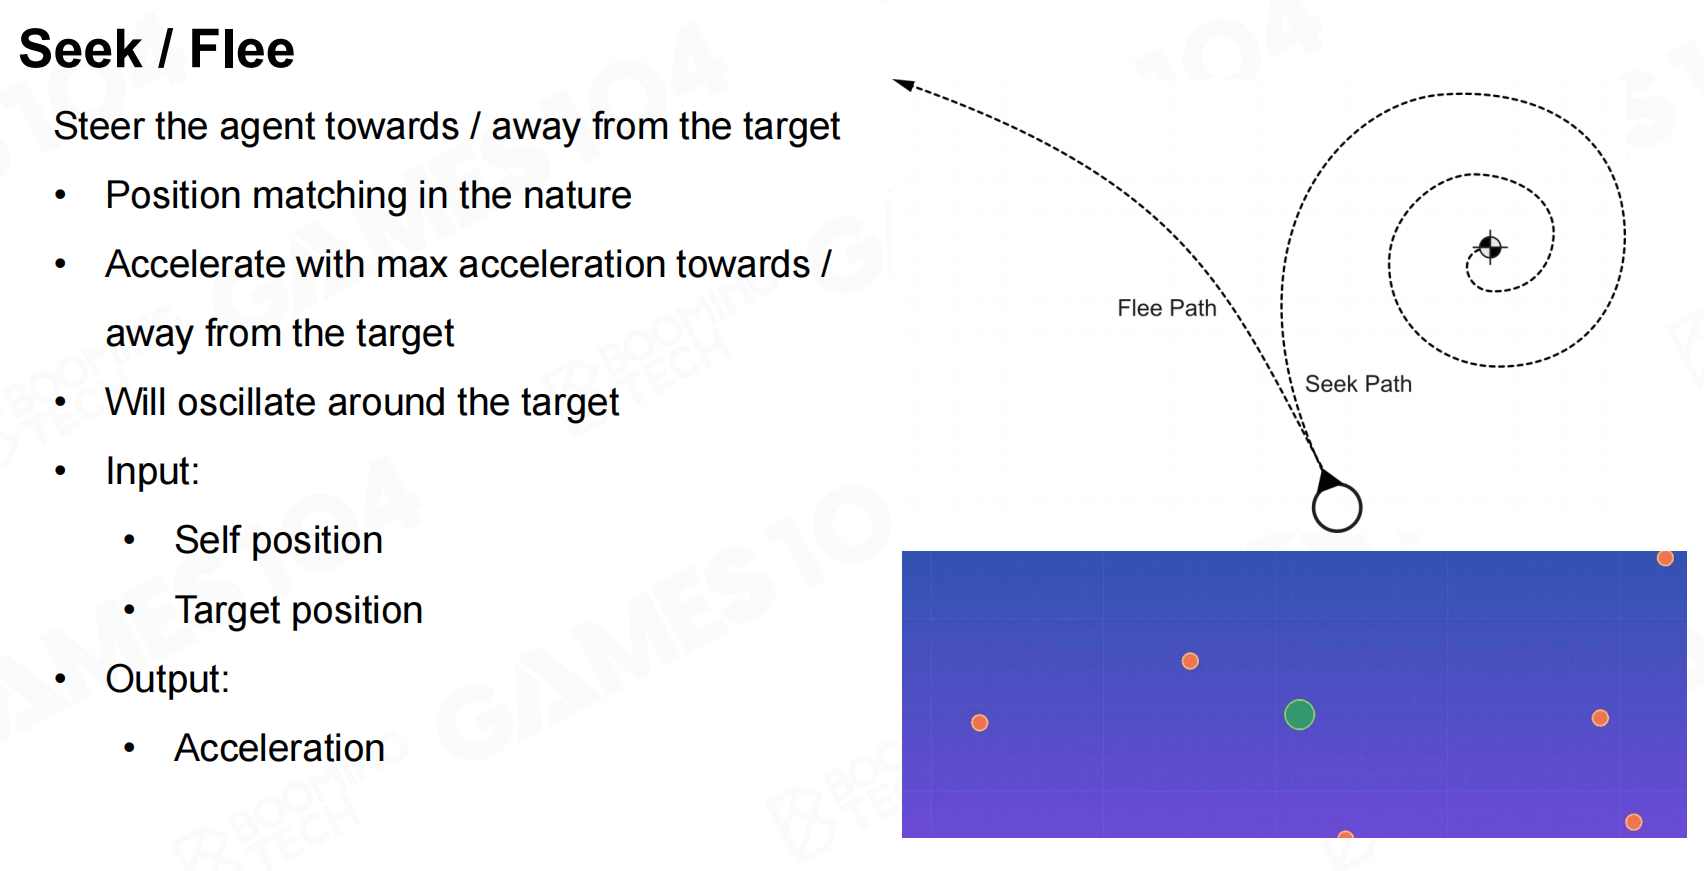 Seek / Flee
Steer the agent towards / away from the target
• Position matching in the nature
• Accelerate with max acceleration towards /
away from the target
• Will oscillate around the target
• Input:
• Self position
• Target position
• Output:
• Acceleration
Flee Path
Seek Path
GAMES104
BOOMING
TECH